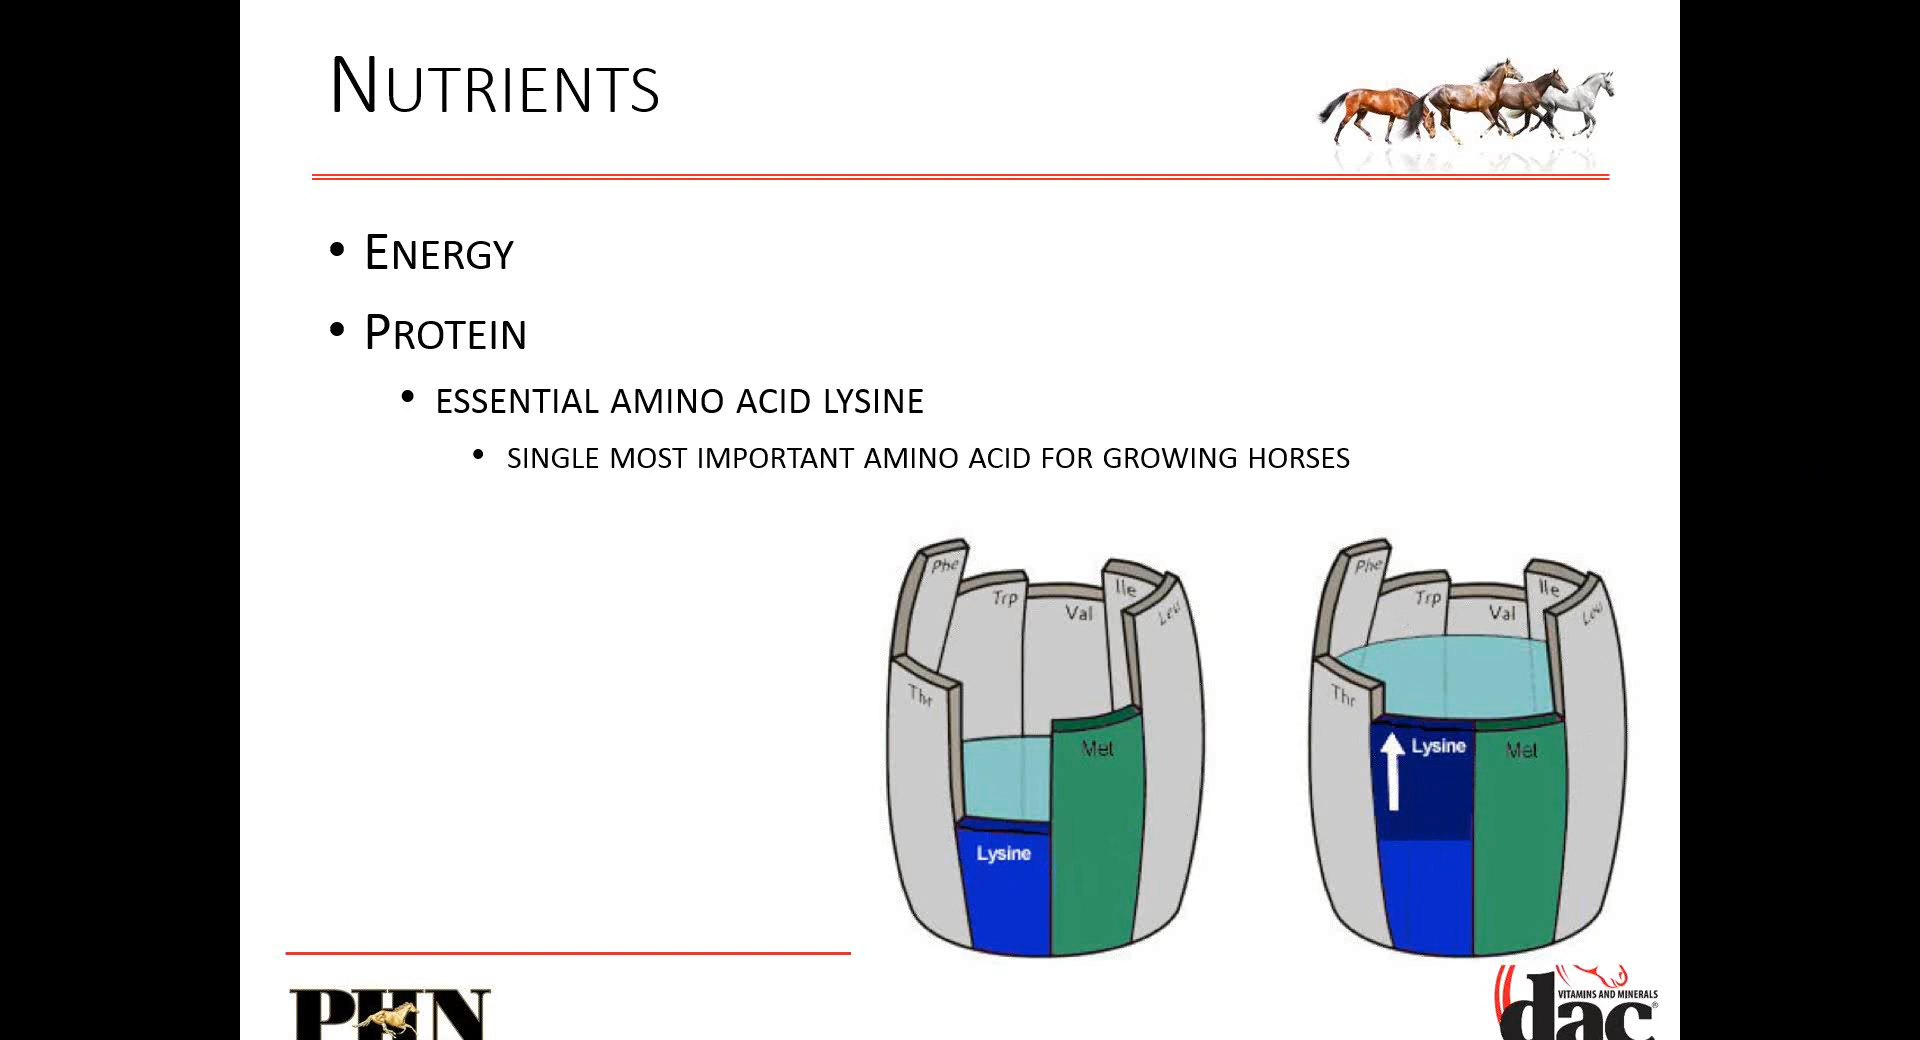 NUTRIENTS
• ENERGY
• PROTEIN
• ESSENTIAL AMINO ACID LYSINE
• SINGLE MOST IMPORTANT AMINO ACID FOR GROWING HORSES
Phe
Trp
Val
Ile
Leu
Thr
Met
Lysine
Phe
Trp
Val
Ile
Leu
Thr
Lysine
Met
PHN
VITAMINS AND MINERALS
dac®